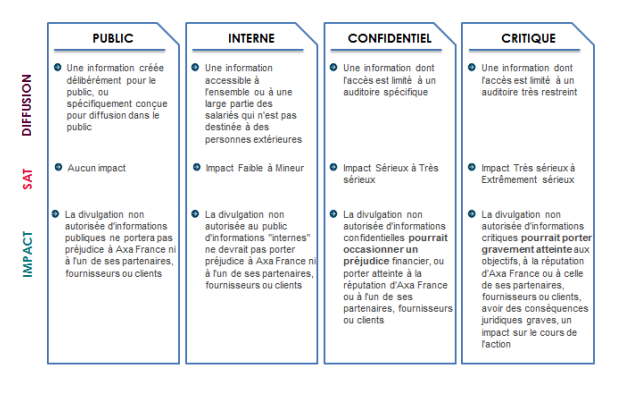 PUBLIC
INTERNE
CONFIDENTIEL
CRITIQUE
DIFFUSION
Une information créée
délibérément pour le
public, ou
spécifiquement conçue
pour diffusion dans le
public
Une information
accessible à
l'ensemble ou à une
large partie des
salariés qui n'est pas
destinée à des
personnes extérieures
Une information dont
l'accès est limité à un
auditoire spécifique
Une information dont
l'accès est limité à un
auditoire très restreint
SAT
Aucun impact
Impact Faible à Mineur
Impact Sérieux à Très
sérieux
Impact Très sérieux à
Extrêmement sérieux
IMPACT
La divulgation non
autorisée d'informations
publiques ne portera pas
préjudice à Axa France ni
à l'un de ses partenaires,
fournisseurs ou clients
La divulgation non
autorisée au public
d'informations "internes"
ne devrait pas porter
préjudice à Axa France ni
à l'un de ses partenaires,
fournisseurs ou clients
La divulgation non
autorisée d'informations
confidentielles pourrait
occasionner un
préjudice financier, ou
porter atteinte à la
réputation d'Axa France
ou à l'un de ses
partenaires, fournisseurs
ou clients
La divulgation non
autorisée d'informations
critiques pourrait porter
gravement atteinte aux
objectifs, à la réputation
d'Axa France ou à celle
de ses partenaires,
fournisseurs ou clients,
avoir des conséquences
juridiques graves, un
impact sur le cours de
l'action